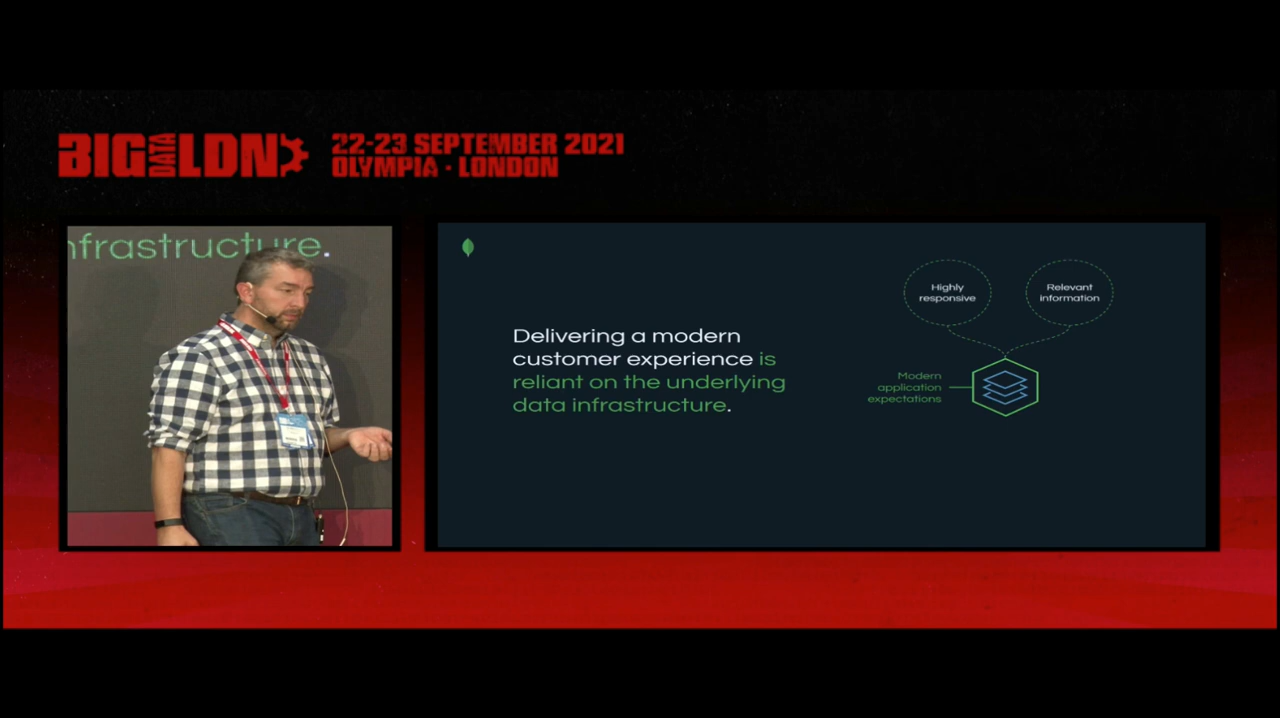 BIG DATA LDN
22-23 SEPTEMBER 2021
OLYMPIA · LONDON
nfrastructure.
Delivering a modern
customer experience is
reliant on the underlying
data infrastructure.
Highly
responsive
Relevant
information
Modern
application
expectations